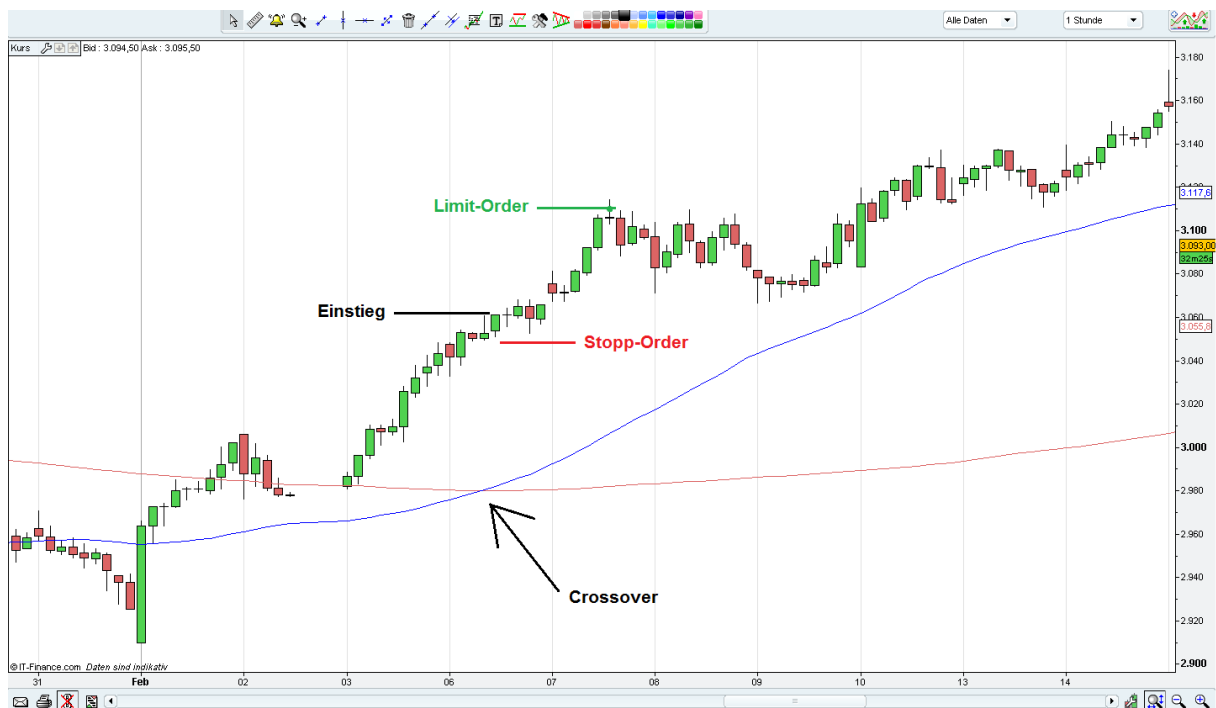 T
Alle Daten
1 Stunde
Kurs
Bid : 3.094,50 Ask : 3.095,50
3.180
3.160
3.140
3.117,6
Limit-Order
3.100
3.093,00
32m25s
3.080
Einstieg
3.060
3.055,8
Stopp-Order
3.040
3.020
3.000
2.980
2.960
2.940
Crossover
2.920
2.900
© IT-Finance.com Daten sind indikativ
31
Feb
02
03
06
07
08
09
10
13
14